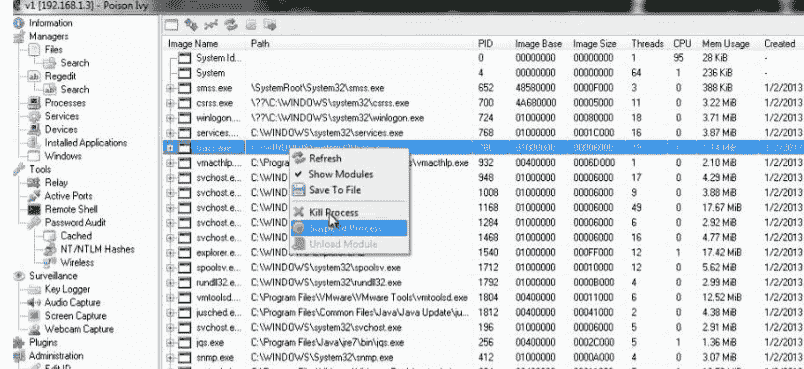 v1 [192.168.1.3] - Poison Ivy
Information
Managers
Files
Search
Regedit
Search
Processes
Services
Devices
Installed Applications
Windows
Tools
Relay
Active Ports
Remote Shell
Password Audit
Cached
NT/NTLM Hashes
Wireless
Surveillance
Key Logger
Audio Capture
Screen Capture
Webcam Capture
Plugins
Administration
Edit ID
Image Name Path PID Image Base Image Size Threads CPU Mem Usage Created
System Id... 0 00000000 00000000 1 95 28 KiB -
System 4 00000000 00000000 64 1 236 KiB -
smss.exe \SystemRoot\System32\smss.exe 652 48580000 0000F000 3 0 388 KiB 1/2/2013
csrss.exe \??\C:\WINDOWS\system32\csrss.exe 700 4A680000 00005000 11 0 3.22 MiB 1/2/2013
winlogon.... \??\C:\WINDOWS\system32\winlogon.exe 724 01000000 00080000 18 0 3.71 MiB 1/2/2013
services.... C:\WINDOWS\system32\services.exe 768 01000000 0001C000 16 0 3.87 MiB 1/2/2013
vmacthlp.... C:\Program vmacthlp.exe 932 00400000 0006D000 1 0 2.10 MiB 1/2/2013
svchost.e... C:\WIND 948 01000000 00006000 17 0 4.29 MiB 1/2/2013
svchost.e... C:\WIND 1008 01000000 00006000 9 0 3.88 MiB 1/2/2013
svchost.e... C:\WIND 1168 01000000 00006000 49 0 17.67 MiB 1/2/2013
svchost.e... C:\WIND 1284 01000000 00006000 6 0 2.92 MiB 1/2/2013
svchost.e... C:\WIND 1468 01000000 00006000 16 0 4.77 MiB 1/2/2013
explorer.e... C:\WIND 1540 01000000 000FF000 12 1 17.42 MiB 1/2/2013
spoolsv.e... C:\WINDOWS\system32\spoolsv.exe 1712 01000000 00010000 12 0 5.62 MiB 1/2/2013
rundll32.e... C:\WINDOWS\system32\rundll32.exe 1792 01000000 0000B000 4 0 2.99 MiB 1/2/2013
vmtoolsd.... C:\Program Files\VMware\VMware Tools\vmtoolsd.exe 1804 00400000 00011000 6 0 12.52 MiB 1/2/2013
jusched.e... C:\Program Files\Common Files\Java\Java Update\ju... 1812 00400000 00041000 2 0 4.38 MiB 1/2/2013
svchost.e... C:\WINDOWS\system32\svchost.exe 196 01000000 00006000 5 0 2.91 MiB 1/2/2013
jqs.exe C:\Program Files\Java\jre7\bin\jqs.exe 256 00400000 0002C000 5 1 1.36 MiB 1/2/2013
snmp.exe C:\WINDOWS\System32\snmp.exe 412 01000000 0000A000 4 0 3.07 MiB 1/2/2013
Refresh
Show Modules
Save To File
Kill Process
Suspend Process
Unload Module